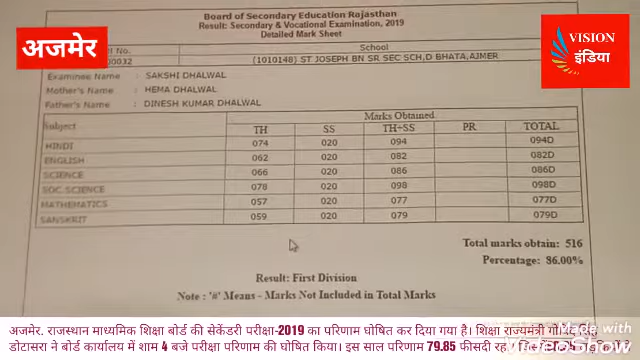 अजमेर
VISION
इंडिया
Board of Secondary Education Rajasthan
Result: Secondary & Vocational Examination, 2019
Detailed Mark Sheet
No. School
00032 (1010148) ST JOSEPH BN SR SEC SCH,D BHATA,AJMER
Examinee Name : SAKSHI DHALWAL
Mother's Name : HEMA DHALWAL
Father's Name : DINESH KUMAR DHALWAL
Subject Marks Obtained
TH SS TH+SS PR TOTAL
HINDI 074 020 094 094D
ENGLISH 062 020 082 082D
SCIENCE 066 020 086 086D
SOC SCIENCE 078 020 098 098D
MATHEMATICS 057 020 077 077D
SANSKRIT 059 020 079 079D
Total marks obtain: 516
Percentage: 86.00%
Result: First Division
Note : '#' Means - Marks Not Included in Total Marks
Made with
VideoShow
अजमेर. राजस्थान माध्यमिक शिक्षा बोर्ड की सेकेंडरी परीक्षा-2019 का परिणाम घोषित कर दिया गया है। शिक्षा राज्यमंत्री गोविंद सिंह
डोटासरा ने बोर्ड कार्यालय में शाम 4 बजे परीक्षा परिणाम की घोषित किया। इस साल परिणाम 79.85 फीसदी